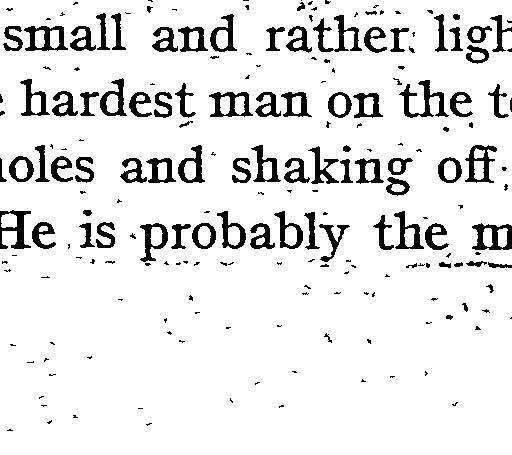 small and rather ligh
hardest man on the t
holes and shaking off
He is probably the m